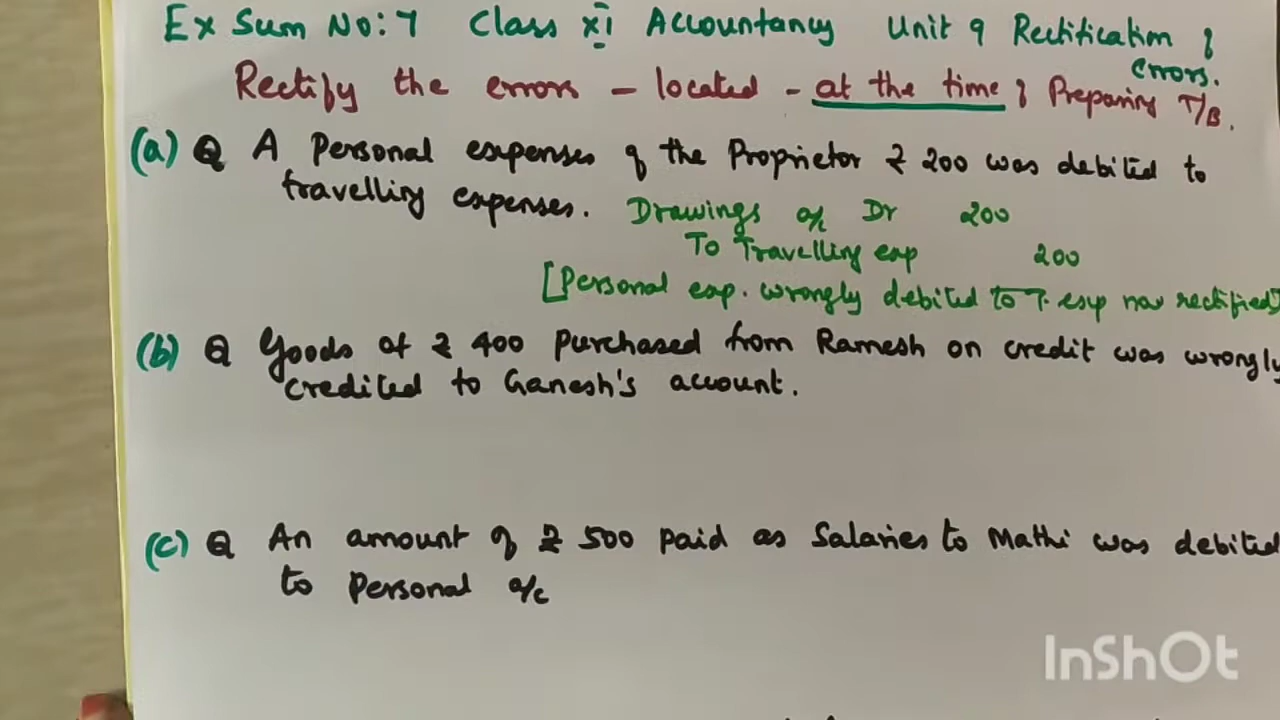 Ex Sum No: 7 Class XI Accountancy Unit 9 Rectification of
errors.
Rectify the errors - located - at the time of Preparing T/B.
(a) Q A Personal expenses of the Proprietor ₹ 200 was debited to
travelling expenses. Drawings a/c Dr 200
To Travelling exp 200
[Personal exp. wrongly debited to T. exp now rectified]
(b) Q Goods of ₹ 400 Purchased from Ramesh on credit was wrongly
credited to Ganesh's account.
(c) Q An amount of ₹ 500 paid as Salaries to Mathi was debited
to Personal a/c
InShOt